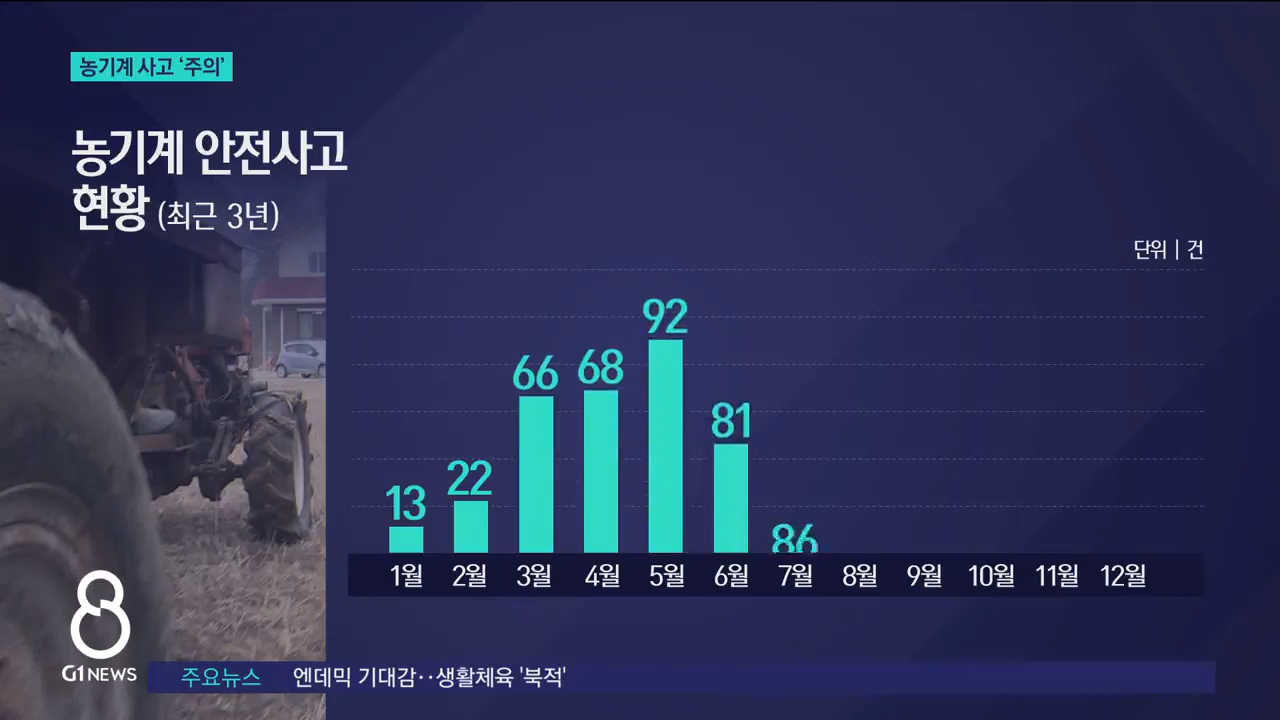 농기계 사고 ‘주의’
농기계 안전사고
현황 (최근 3년)
단위 | 건
13
22
66
68
92
81
86
1월 2월 3월 4월 5월 6월 7월 8월 9월 10월 11월 12월
8
G1 NEWS
주요뉴스 엔데믹 기대감‥생활체육 '북적'